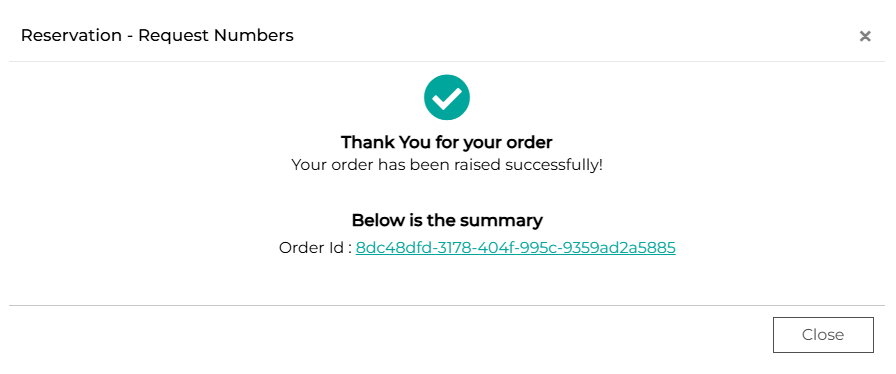 Reservation - Request Numbers
×
Thank You for your order
Your order has been raised successfully!
Below is the summary
Order Id : 8dc48dfd-3178-404f-995c-9359ad2a5885
Close